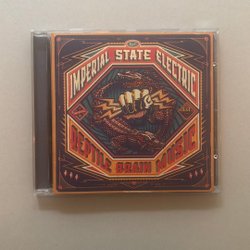 IMPERIAL STATE ELECTRIC
REPTILE BRAIN MUSIC